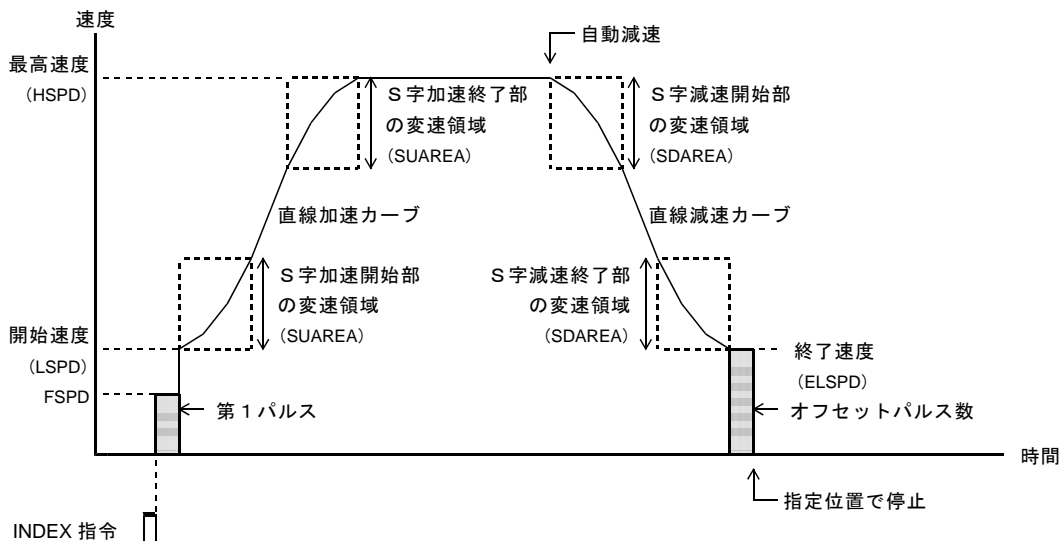 速度
自動減速
最高速度
(HSPD)
S字加速終了部
の変速領域
(SUAREA)
S字減速開始部
の変速領域
(SDAREA)
直線加速カーブ
直線減速カーブ
S字加速開始部
の変速領域
(SUAREA)
S字減速終了部
の変速領域
(SDAREA)
開始速度
(LSPD)
終了速度
(ELSPD)
FSPD
第1パルス
オフセットパルス数
時間
指定位置で停止
INDEX 指令